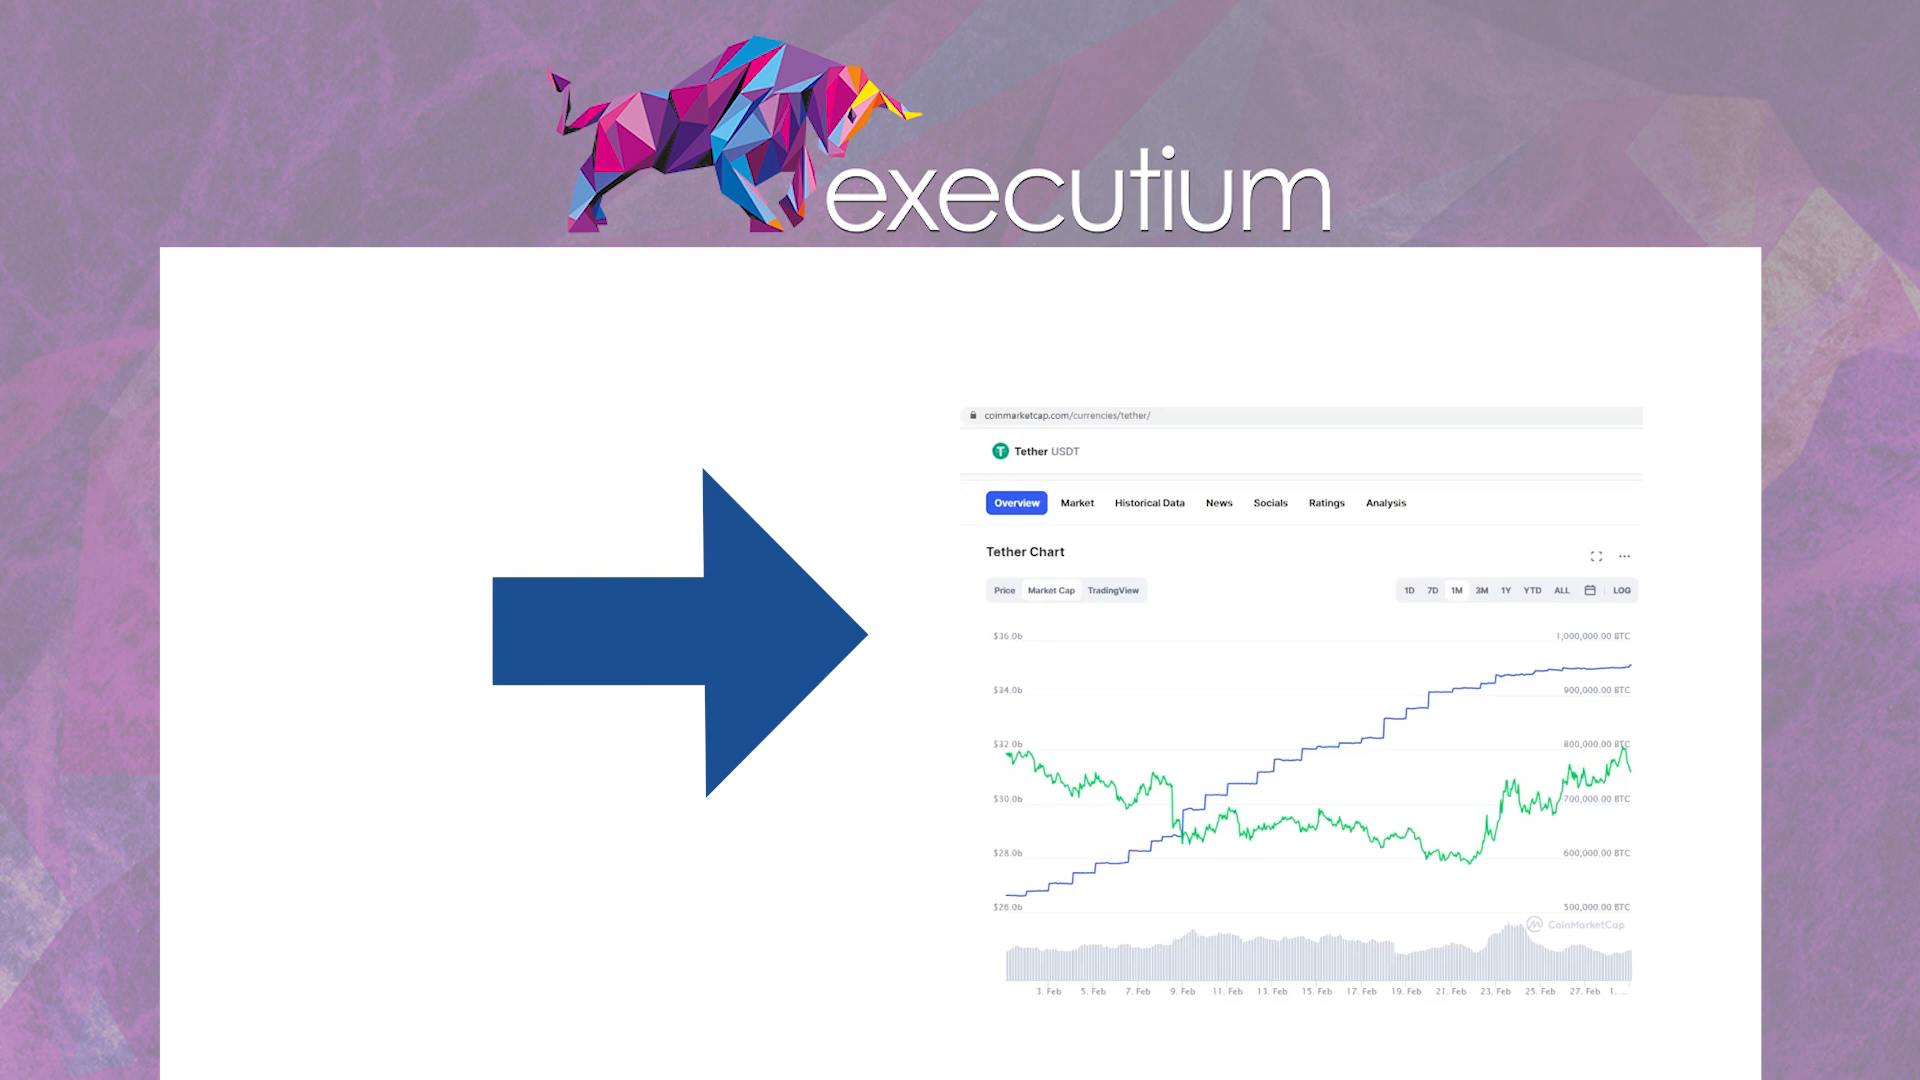 executium
coinmarketcap.com/currencies/tether/
Tether USDT
Overview Market Historical Data News Socials Ratings Analysis
Tether Chart
Price Market Cap TradingView 1D 7D 1M 3M 1Y YTD ALL LOG
$36.0b 1,000,000.00 BTC
$34.0b 900,000.00 BTC
$32.0b 800,000.00 BTC
$30.0b 700,000.00 BTC
$28.0b 600,000.00 BTC
$26.0b 500,000.00 BTC
CoinMarketCap
3. Feb 5. Feb 7. Feb 9. Feb 11. Feb 13. Feb 15. Feb 17. Feb 19. Feb 21. Feb 23. Feb 25. Feb 27. Feb 1. ...